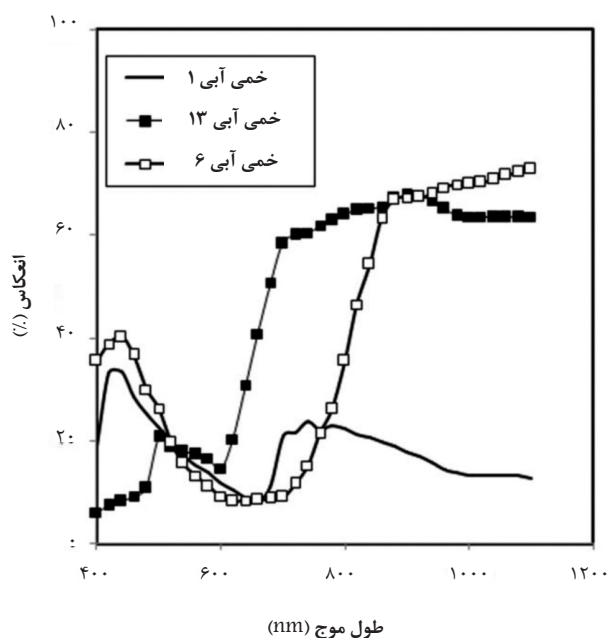 ۱۰۰
۸۰
۶۰
۴۰
۲۰
۰
خمی آبی ۱
خمی آبی ۱۳
خمی آبی ۶
انعکاس (٪)
۴۰۰ ۶۰۰ ۸۰۰ ۱۰۰۰ ۱۲۰۰
طول موج (nm)